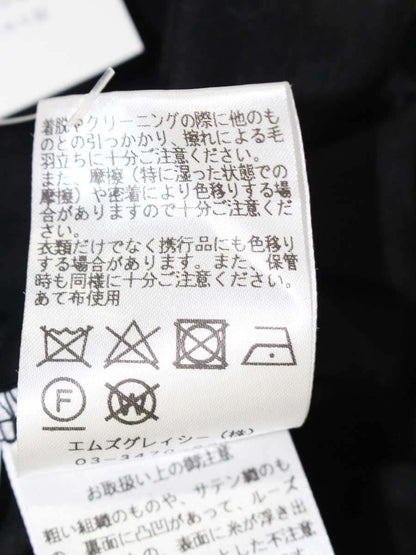 着脱やクリーニングの際に他のも
のとの引っかかり、擦れによる毛
羽立ちに十分ご注意ください。
また、摩擦（特に湿った状態での
摩擦）や密着により色移りする場
合がありますので十分ご注意くだ
さい。
衣類だけでなく携行品にも色移り
する場合があります。また、保管
時も同様に十分ご注意ください。
あて布使用
F
W
エムズグレイシー（株）
お取扱い上の御注意
粗い組織のものや、サテン織のも
の、裏面に凹凸があって、ルーズ
があり、表面に糸が浮き出